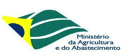 Ministério
da Agricultura
e do Abastecimento